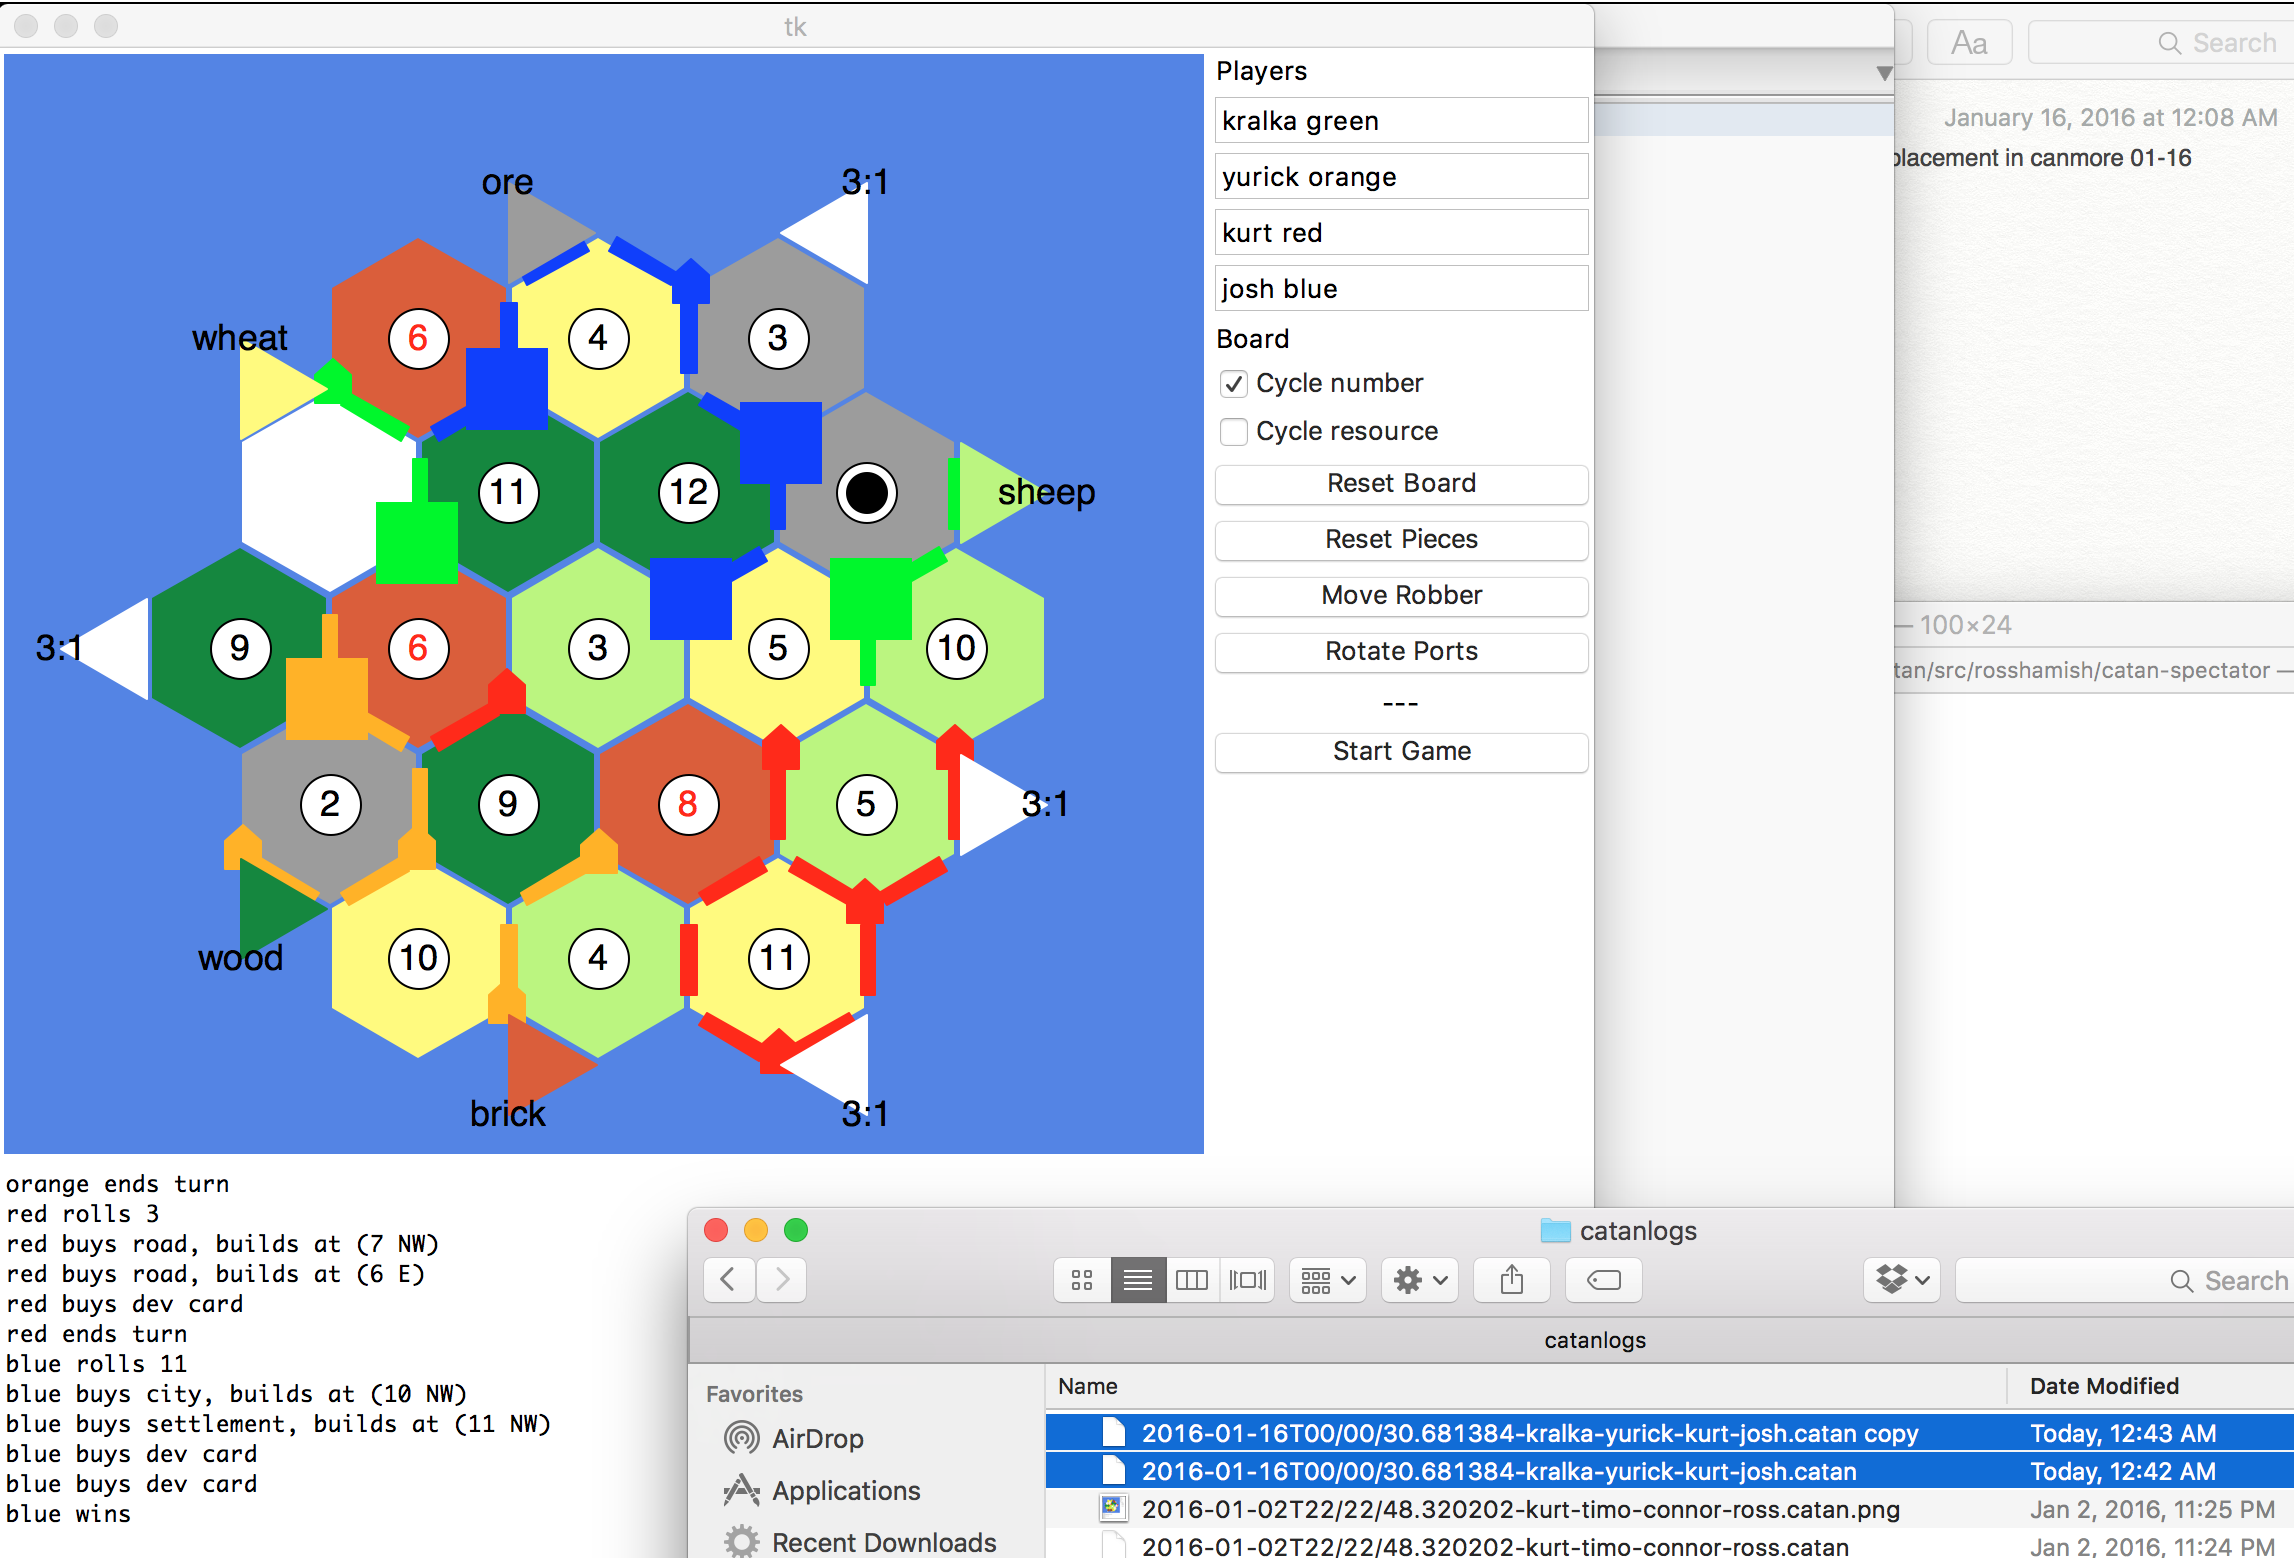 tk
Aa
Search
Players
kralka green
yurick orange
kurt red
josh blue
Board
Cycle number
Cycle resource
Reset Board
Reset Pieces
Move Robber
Rotate Ports
---
Start Game
January 16, 2016 at 12:08 AM
placement in canmore 01-16
— 100×24
tan/src/rosshamish/catan-spectator —
ore
3:1
wheat
6
4
3
11
12
sheep
3:1
9
6
3
5
10
2
9
8
5
3:1
wood
10
4
11
brick
3:1
orange ends turn
red rolls 3
red buys road, builds at (7 NW)
red buys road, builds at (6 E)
red buys dev card
red ends turn
blue rolls 11
blue buys city, builds at (10 NW)
blue buys settlement, builds at (11 NW)
blue buys dev card
blue buys dev card
blue wins
catanlogs
Search
catanlogs
Favorites
AirDrop
Applications
Recent Downloads
Name
Date Modified
2016-01-16T00/00/30.681384-kralka-yurick-kurt-josh.catan copy
Today, 12:43 AM
2016-01-16T00/00/30.681384-kralka-yurick-kurt-josh.catan
Today, 12:42 AM
2016-01-02T22/22/48.320202-kurt-timo-connor-ross.catan.png
Jan 2, 2016, 11:25 PM
2016-01-02T22/22/48.320202-kurt-timo-connor-ross.catan
Jan 2, 2016, 11:24 PM